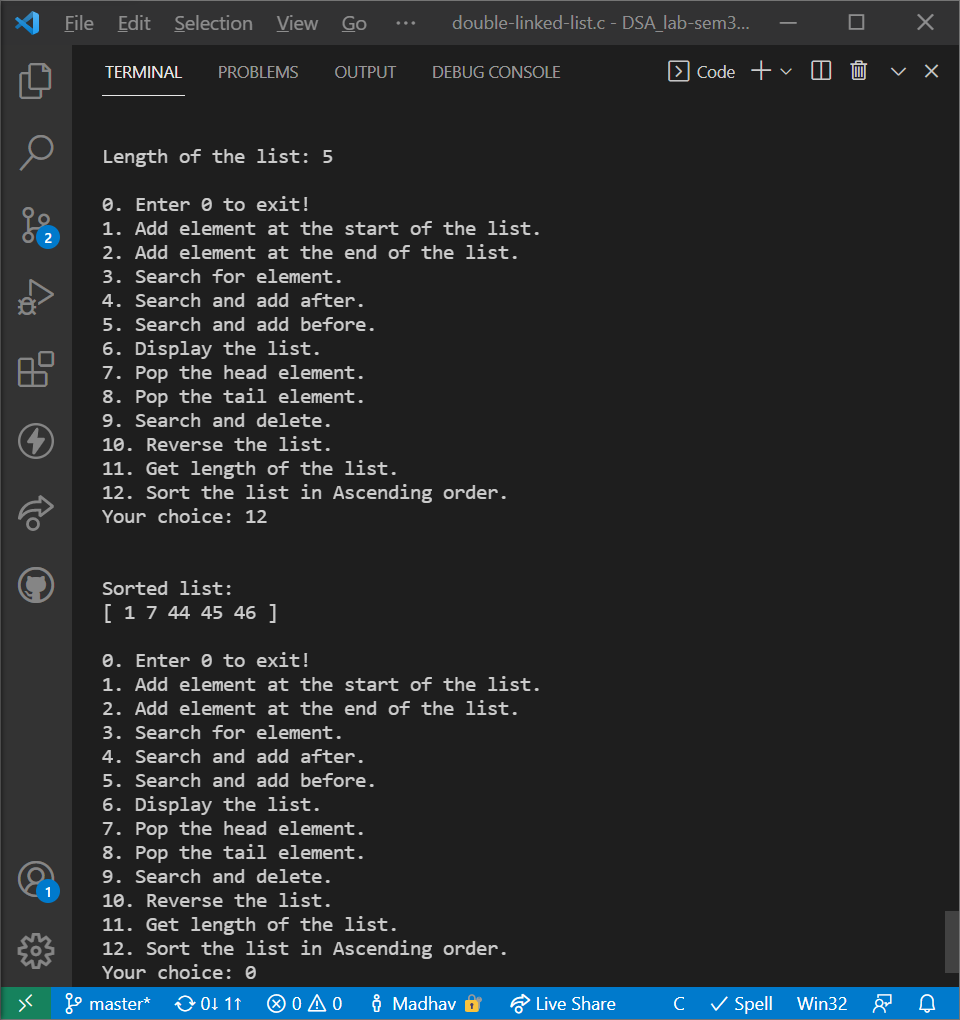 File Edit Selection View Go ··· double-linked-list.c - DSA_lab-sem3...
TERMINAL PROBLEMS OUTPUT DEBUG CONSOLE Code
Length of the list: 5
0. Enter 0 to exit!
1. Add element at the start of the list.
2. Add element at the end of the list.
3. Search for element.
4. Search and add after.
5. Search and add before.
6. Display the list.
7. Pop the head element.
8. Pop the tail element.
9. Search and delete.
10. Reverse the list.
11. Get length of the list.
12. Sort the list in Ascending order.
Your choice: 12
Sorted list:
[ 1 7 44 45 46 ]
0. Enter 0 to exit!
1. Add element at the start of the list.
2. Add element at the end of the list.
3. Search for element.
4. Search and add after.
5. Search and add before.
6. Display the list.
7. Pop the head element.
8. Pop the tail element.
9. Search and delete.
10. Reverse the list.
11. Get length of the list.
12. Sort the list in Ascending order.
Your choice: 0
2
1
master* 0↓ 1↑ 0 0 Madhav Live Share C Spell Win32